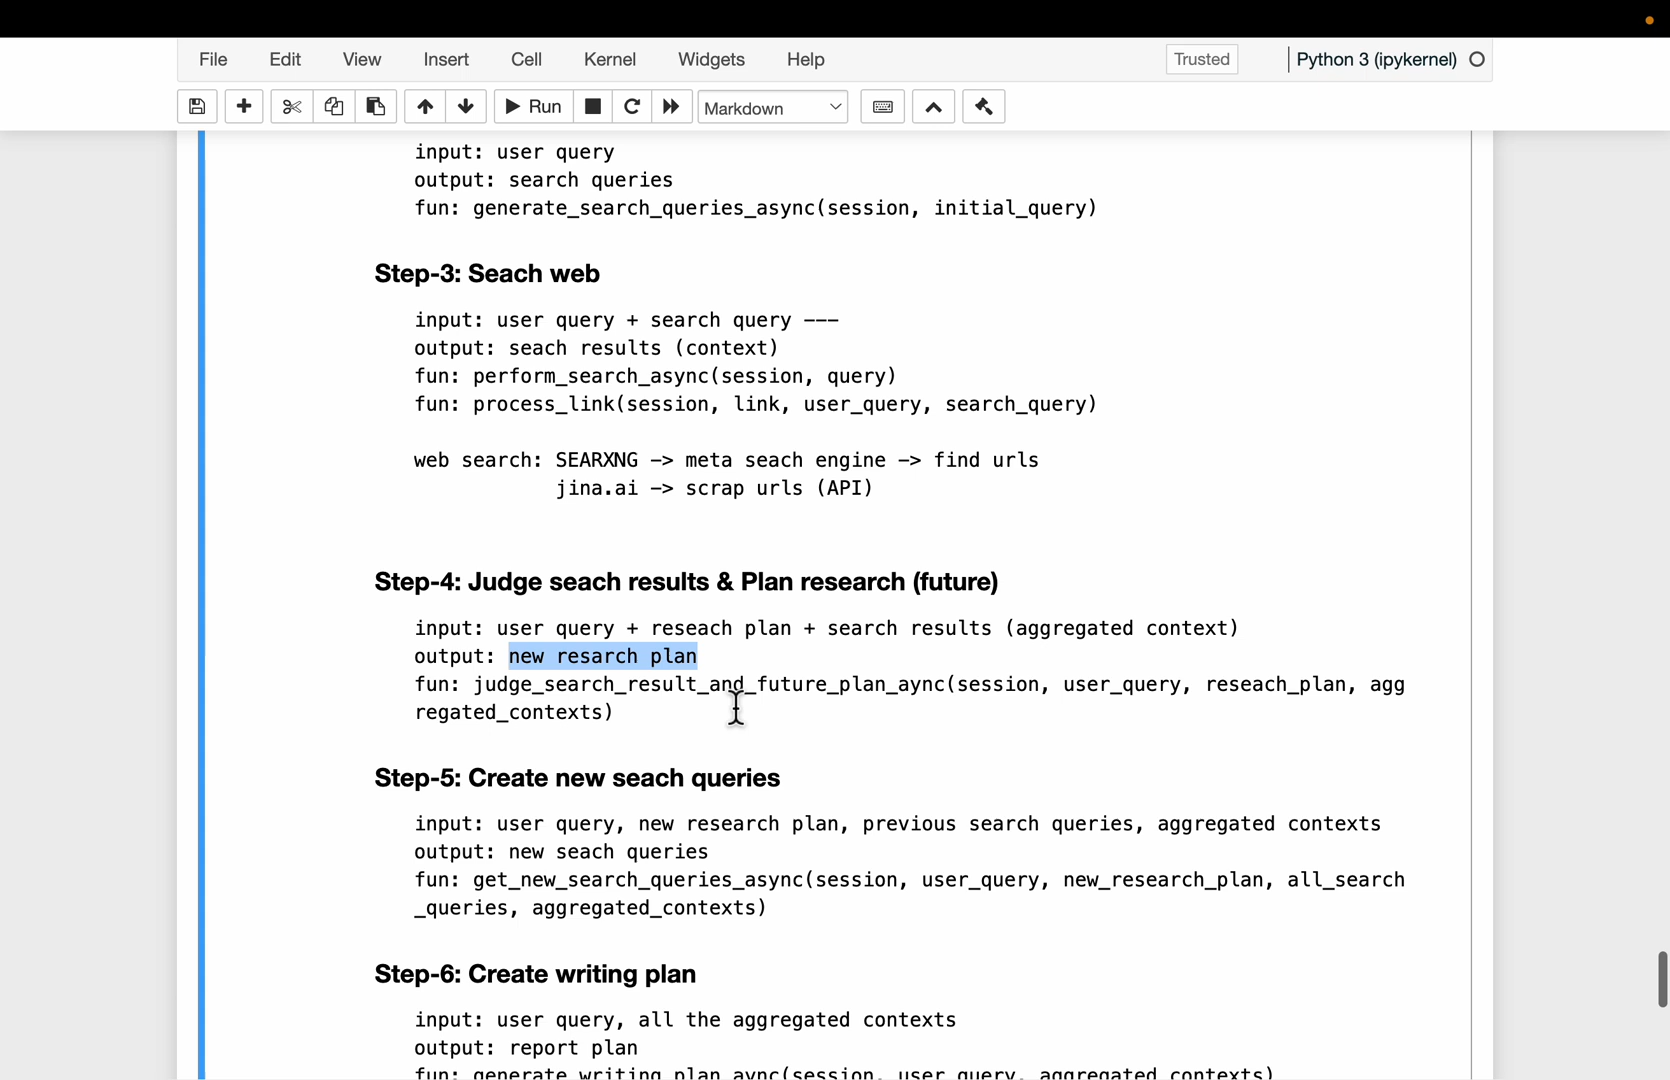 File Edit View Insert Cell Kernel Widgets Help Trusted Python 3 (ipykernel)
Run Markdown
input: user query
output: search queries
fun: generate_search_queries_async(session, initial_query)
Step-3: Seach web
input: user query + search query ---
output: seach results (context)
fun: perform_search_async(session, query)
fun: process_link(session, link, user_query, search_query)
web search: SEARXNG -> meta seach engine -> find urls
jina.ai -> scrap urls (API)
Step-4: Judge seach results & Plan research (future)
input: user query + reseach plan + search results (aggregated context)
output: new resarch plan
fun: judge_search_result_and_future_plan_aync(session, user_query, reseach_plan, agg
regated_contexts)
Step-5: Create new seach queries
input: user query, new research plan, previous search queries, aggregated contexts
output: new seach queries
fun: get_new_search_queries_async(session, user_query, new_research_plan, all_search
_queries, aggregated_contexts)
Step-6: Create writing plan
input: user query, all the aggregated contexts
output: report plan
fun: generate_writing_plan_aync(session, user_query, aggregated_contexts)